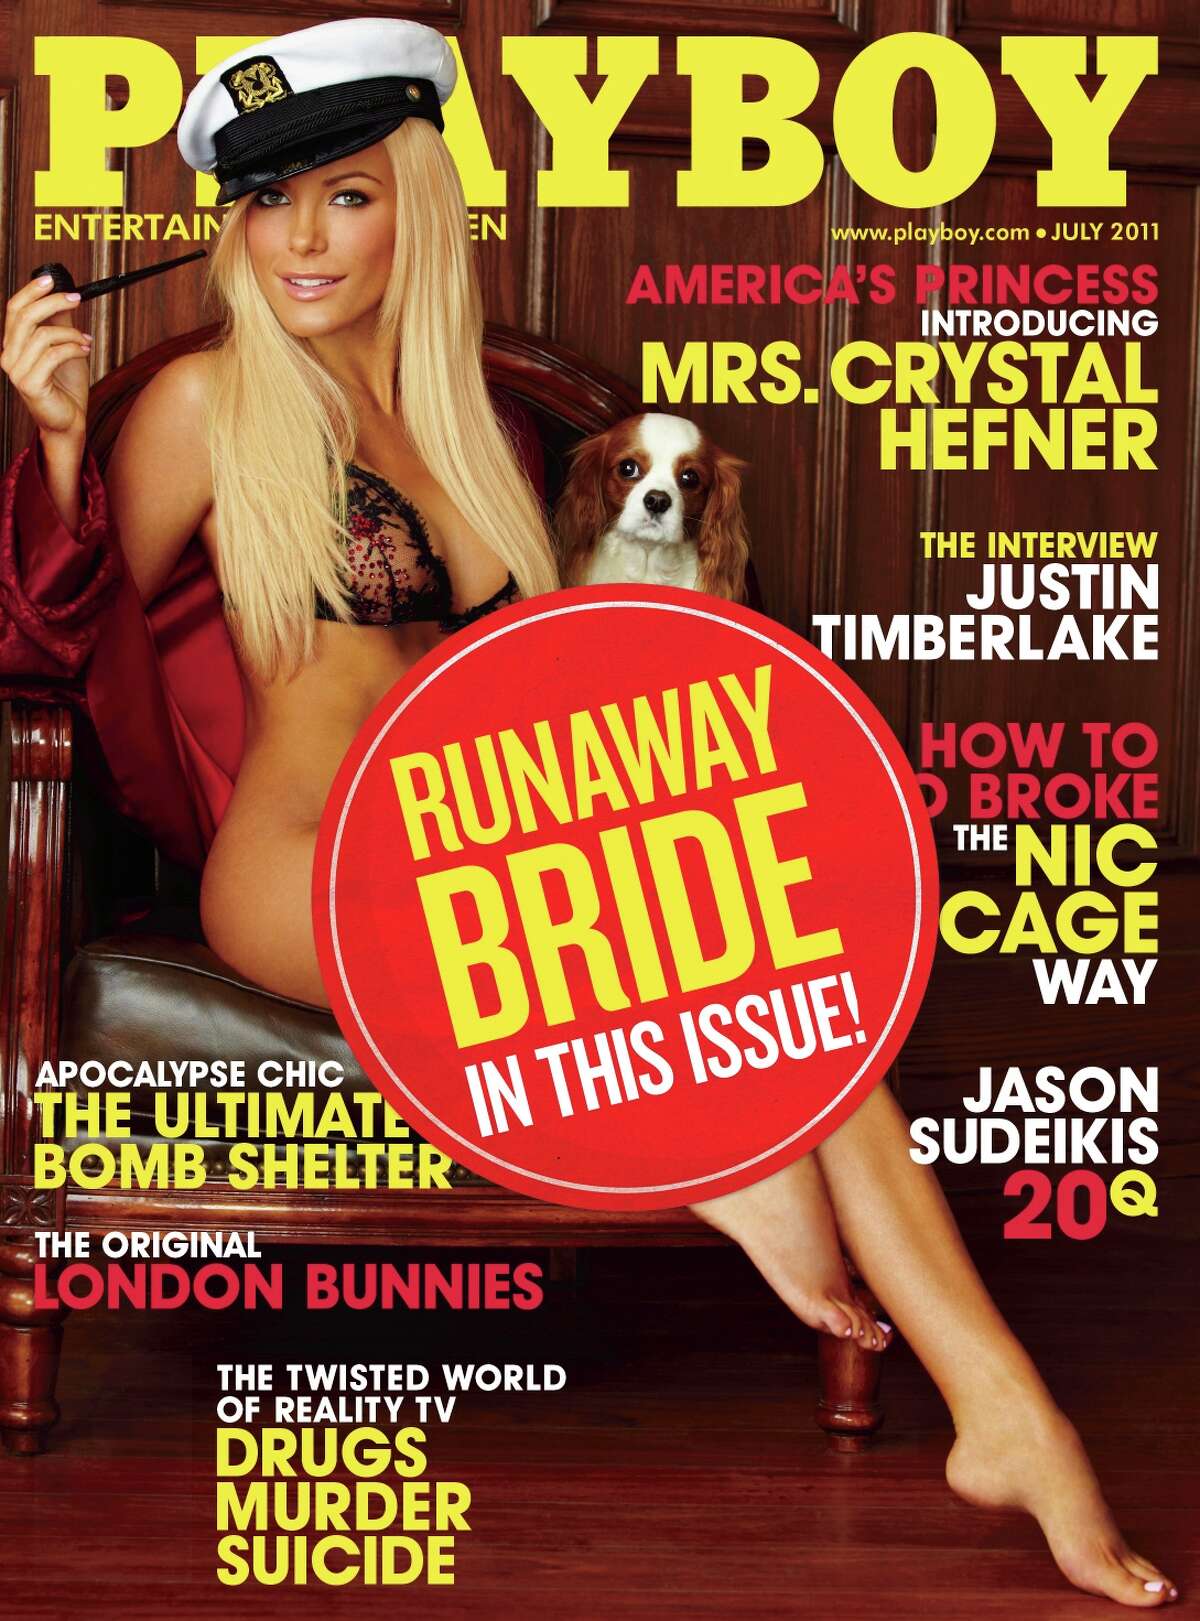 PLAYBOY
ENTERTAIN EN
www.playboy.com • JULY 2011
AMERICA'S PRINCESS
INTRODUCING
MRS. CRYSTAL
HEFNER
THE INTERVIEW
JUSTIN
TIMBERLAKE
HOW TO
BROKE
THE NIC
CAGE
WAY
JASON
SUDEIKIS
20Q
RUNAWAY
BRIDE
IN THIS ISSUE!
APOCALYPSE CHIC
THE ULTIMATE
BOMB SHELTER
THE ORIGINAL
LONDON BUNNIES
THE TWISTED WORLD
OF REALITY TV
DRUGS
MURDER
SUICIDE